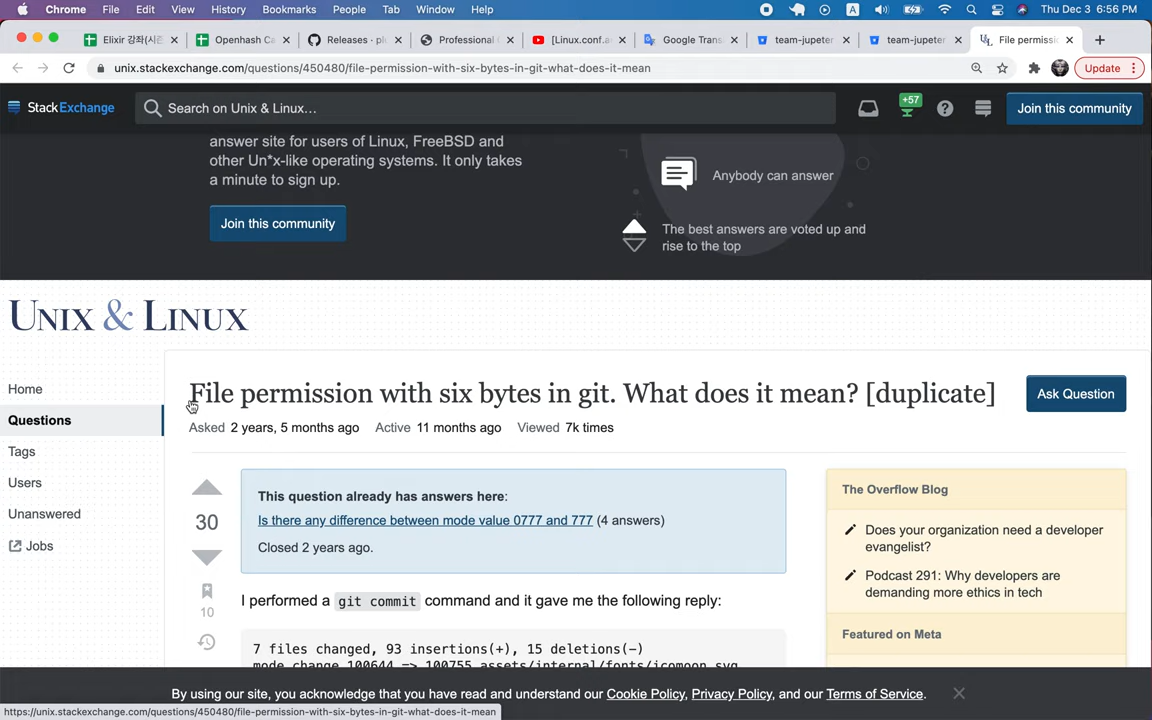 Chrome File Edit View History Bookmarks People Tab Window Help A Thu Dec 3 6:56 PM
Elixir 강좌(시즌 Openhash Ca Releases · plu Professional [Linux.conf.a Google Trans team-jupeter team-jupeter File permissi
unix.stackexchange.com/questions/450480/file-permission-with-six-bytes-in-git-what-does-it-mean Update
StackExchange Search on Unix & Linux... +57 Join this community
answer site for users of Linux, FreeBSD and
other Un*x-like operating systems. It only takes
a minute to sign up.
Join this community
Anybody can answer
The best answers are voted up and
rise to the top
UNIX & LINUX
Home
Questions
Tags
Users
Unanswered
Jobs
File permission with six bytes in git. What does it mean? [duplicate]
Ask Question
Asked 2 years, 5 months ago Active 11 months ago Viewed 7k times
30
10
This question already has answers here:
Is there any difference between mode value 0777 and 777 (4 answers)
Closed 2 years ago.
I performed a git commit command and it gave me the following reply:
7 files changed, 93 insertions(+), 15 deletions(-)
mode change 100644 => 100755 assets/internal/fonts/icomoon.svg
The Overflow Blog
Does your organization need a developer
evangelist?
Podcast 291: Why developers are
demanding more ethics in tech
Featured on Meta
By using our site, you acknowledge that you have read and understand our Cookie Policy, Privacy Policy, and our Terms of Service.
https://unix.stackexchange.com/questions/450480/file-permission-with-six-bytes-in-git-what-does-it-mean